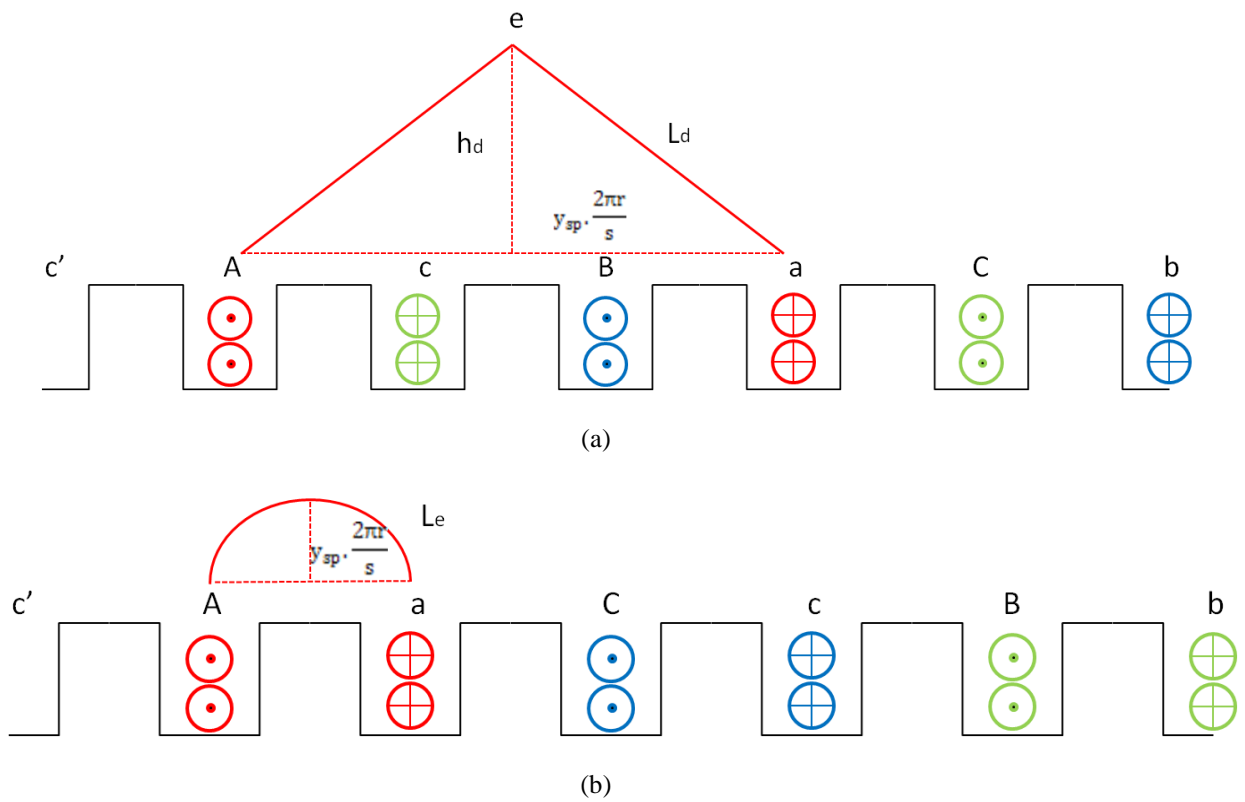 e
hd
Ld
ysp. 2πr/s
c' A c B a C b
(a)
Le
ysp. 2πr/s
c' A a C c B b
(b)